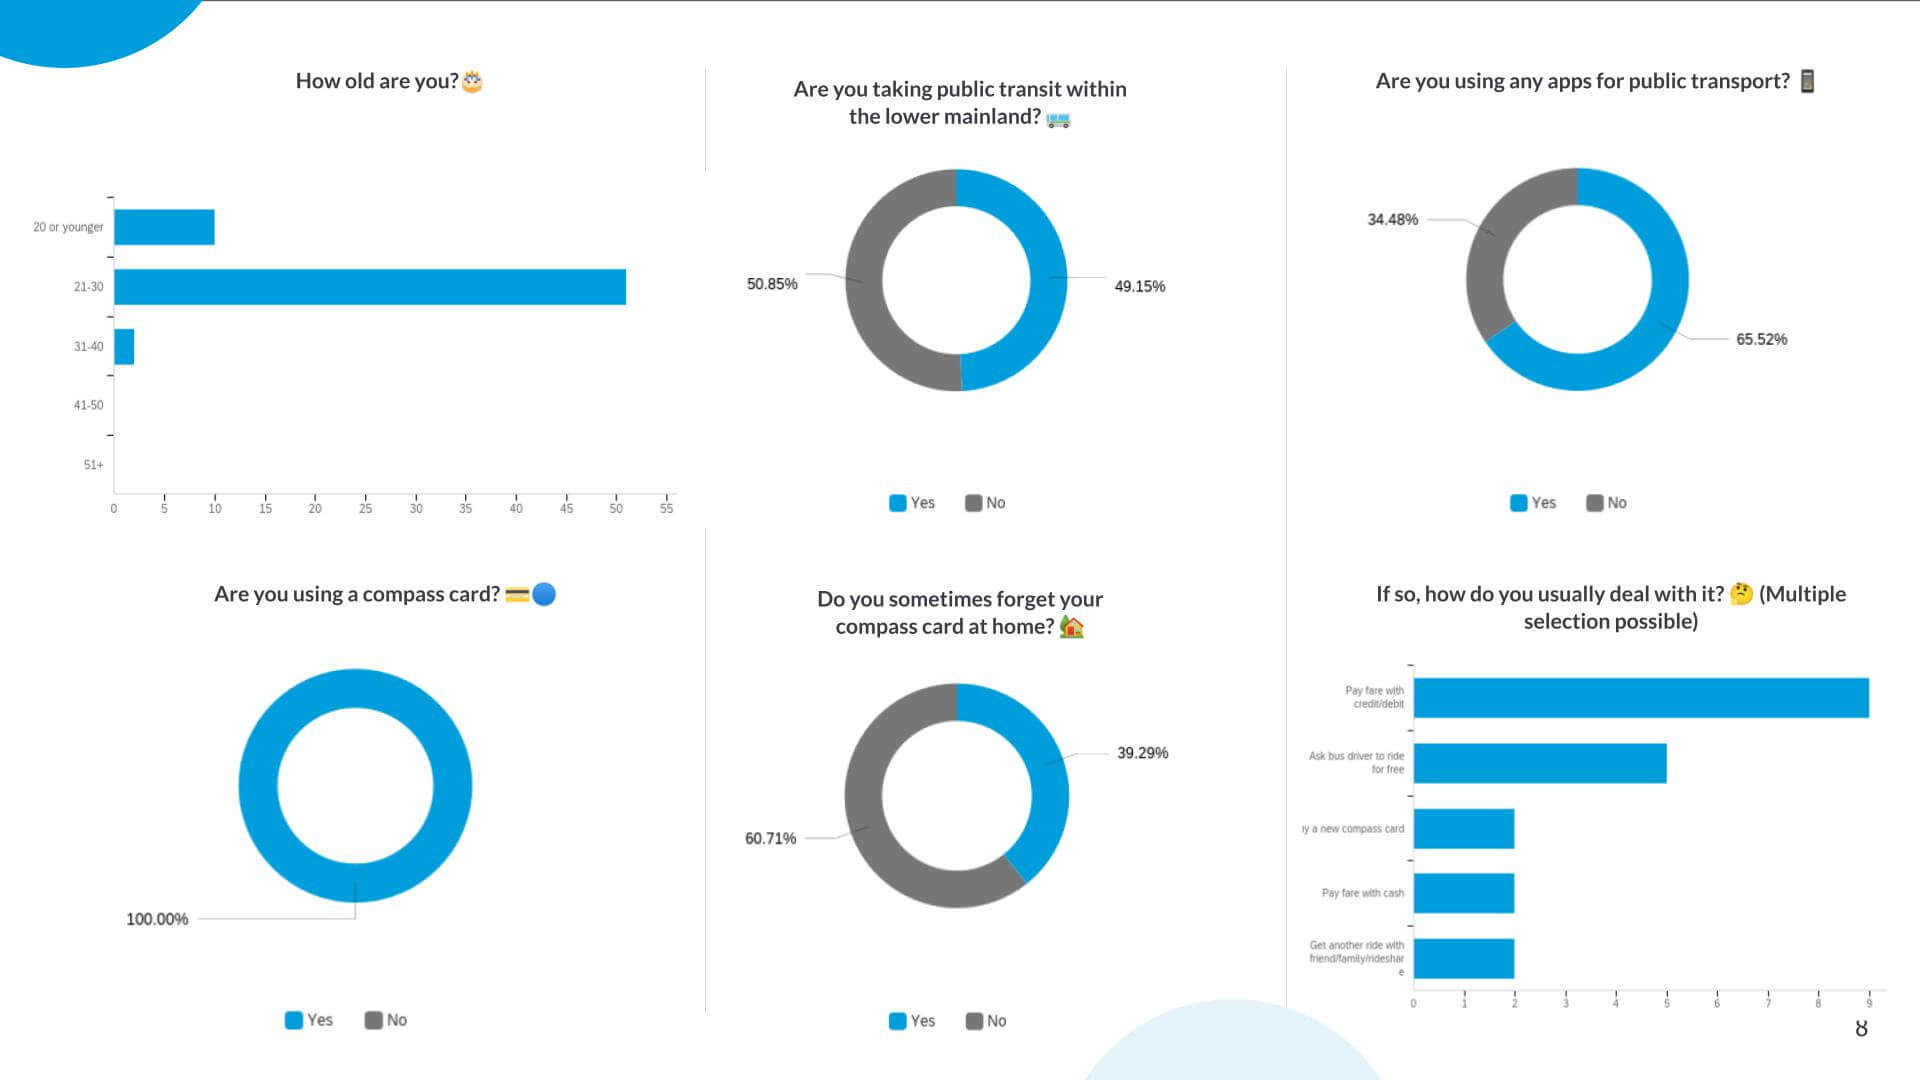 How old are you?🎂
20 or younger
21-30
31-40
41-50
51+
0 5 10 15 20 25 30 35 40 45 50 55
Are you taking public transit within
the lower mainland? 🚌
50.85%
49.15%
Yes No
Are you using any apps for public transport? 📱
34.48%
65.52%
Yes No
Are you using a compass card? 💳🔵
100.00%
Yes No
Do you sometimes forget your
compass card at home? 🏡
39.29%
60.71%
Yes No
If so, how do you usually deal with it? 🤔 (Multiple
selection possible)
Pay fare with
credit/debit
Ask bus driver to ride
for free
y a new compass card
Pay fare with cash
Get another ride with
friend/family/rideshar
e
0 1 2 3 4 5 6 7 8 9
8